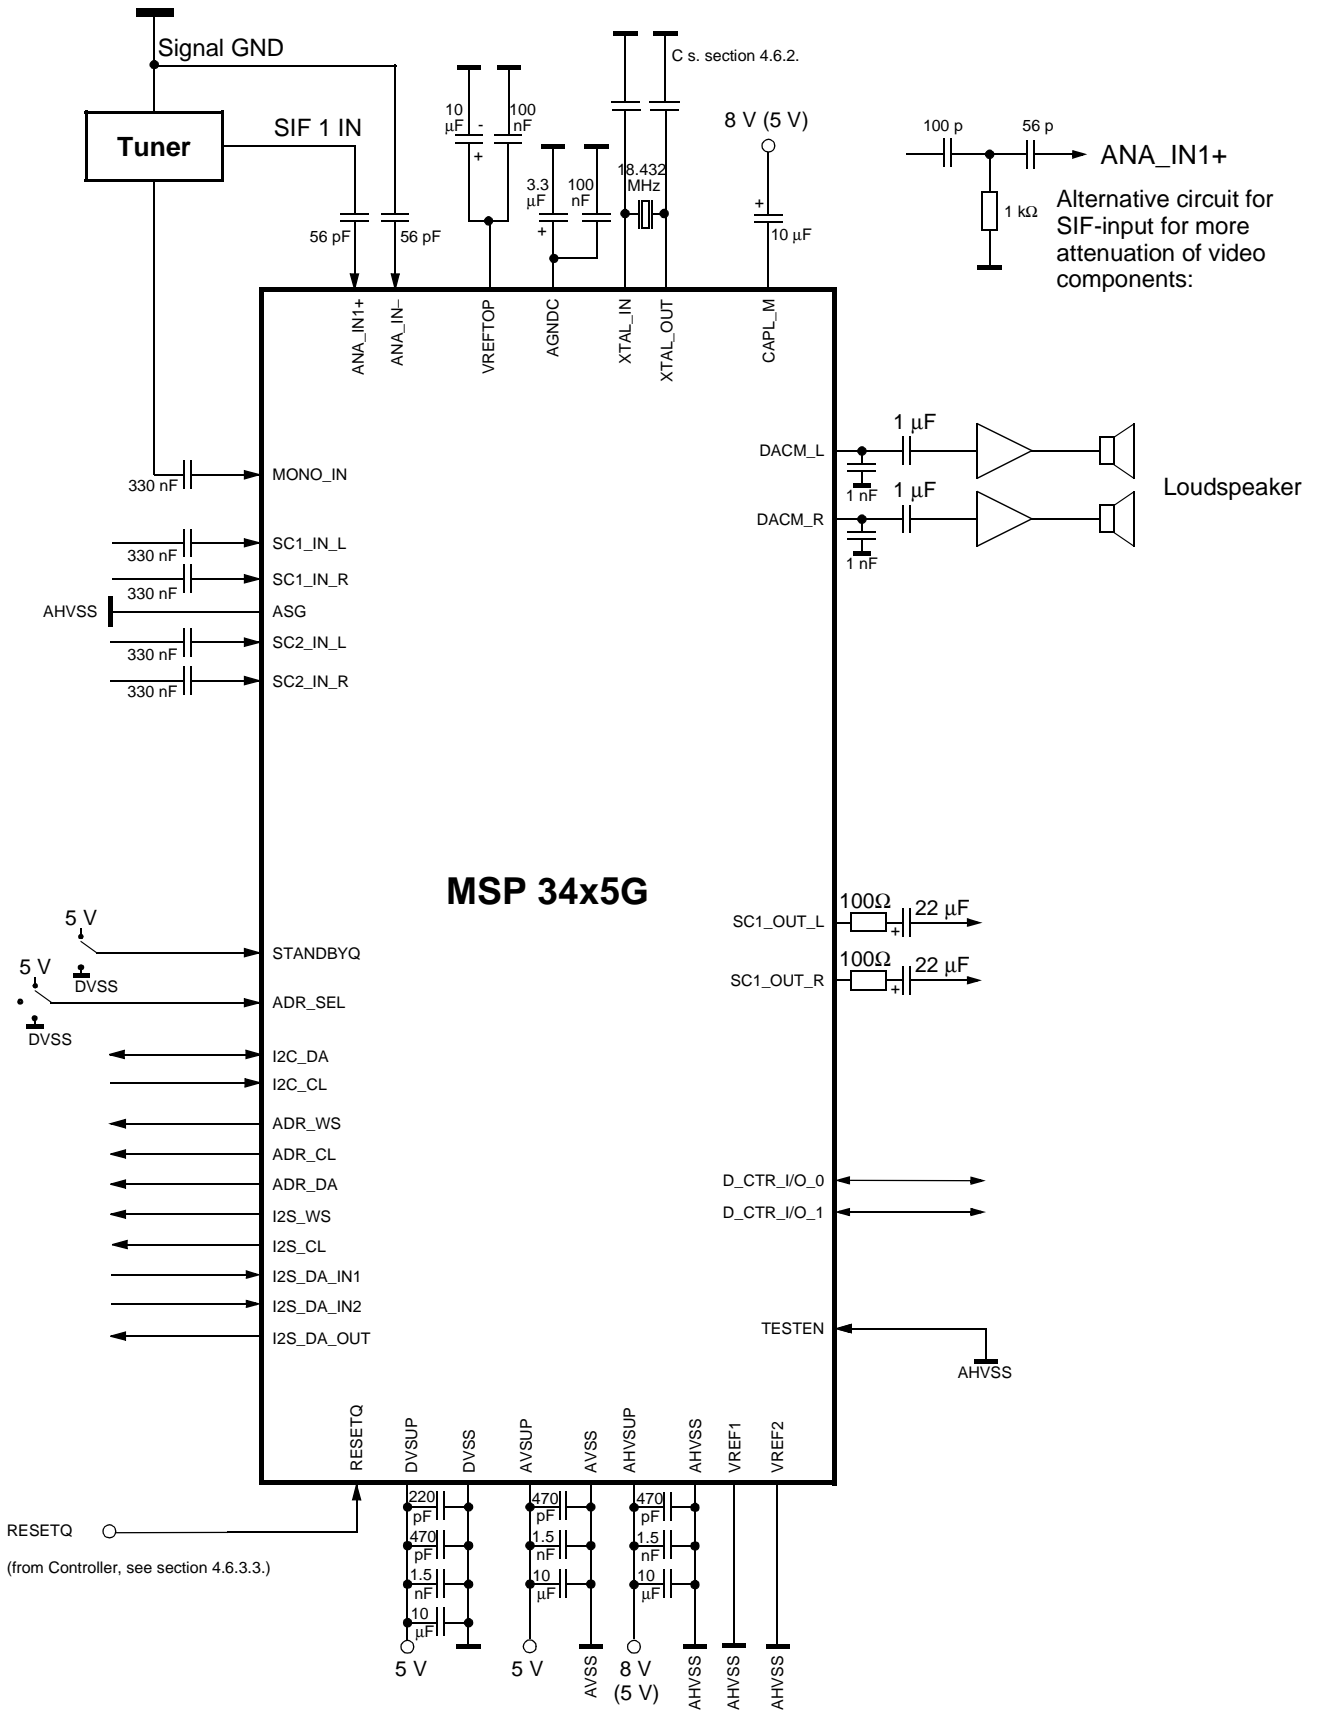 Signal GND
C s. section 4.6.2.
Tuner
SIF 1 IN
10
μF
-
+
100
nF
8 V (5 V)
100 p
56 p
ANA_IN1+
18.432
MHz
3.3
μF
+
100
nF
56 pF
56 pF
+
10 μF
1 kΩ
Alternative circuit for
SIF-input for more
attenuation of video
components:
ANA_IN1+
ANA_IN–
VREFTOP
AGNDC
XTAL_IN
XTAL_OUT
CAPL_M
330 nF
MONO_IN
330 nF
SC1_IN_L
330 nF
SC1_IN_R
AHVSS
ASG
330 nF
SC2_IN_L
330 nF
SC2_IN_R
DACM_L
1 μF
1 nF
DACM_R
1 μF
1 nF
Loudspeaker
MSP 34x5G
SC1_OUT_L
100Ω
+
22 μF
SC1_OUT_R
100Ω
+
22 μF
5 V
DVSS
STANDBYQ
5 V
DVSS
ADR_SEL
I2C_DA
I2C_CL
ADR_WS
ADR_CL
ADR_DA
I2S_WS
I2S_CL
I2S_DA_IN1
I2S_DA_IN2
I2S_DA_OUT
D_CTR_I/O_0
D_CTR_I/O_1
TESTEN
AHVSS
RESETQ
DVSUP
DVSS
AVSUP
AVSS
AHVSUP
AHVSS
VREF1
VREF2
RESETQ
(from Controller, see section 4.6.3.3.)
220
pF
470
pF
1.5
nF
10
μF
5 V
470
pF
1.5
nF
10
μF
5 V
AVSS
470
pF
1.5
nF
10
μF
8 V
(5 V)
AHVSS
AHVSS
AHVSS